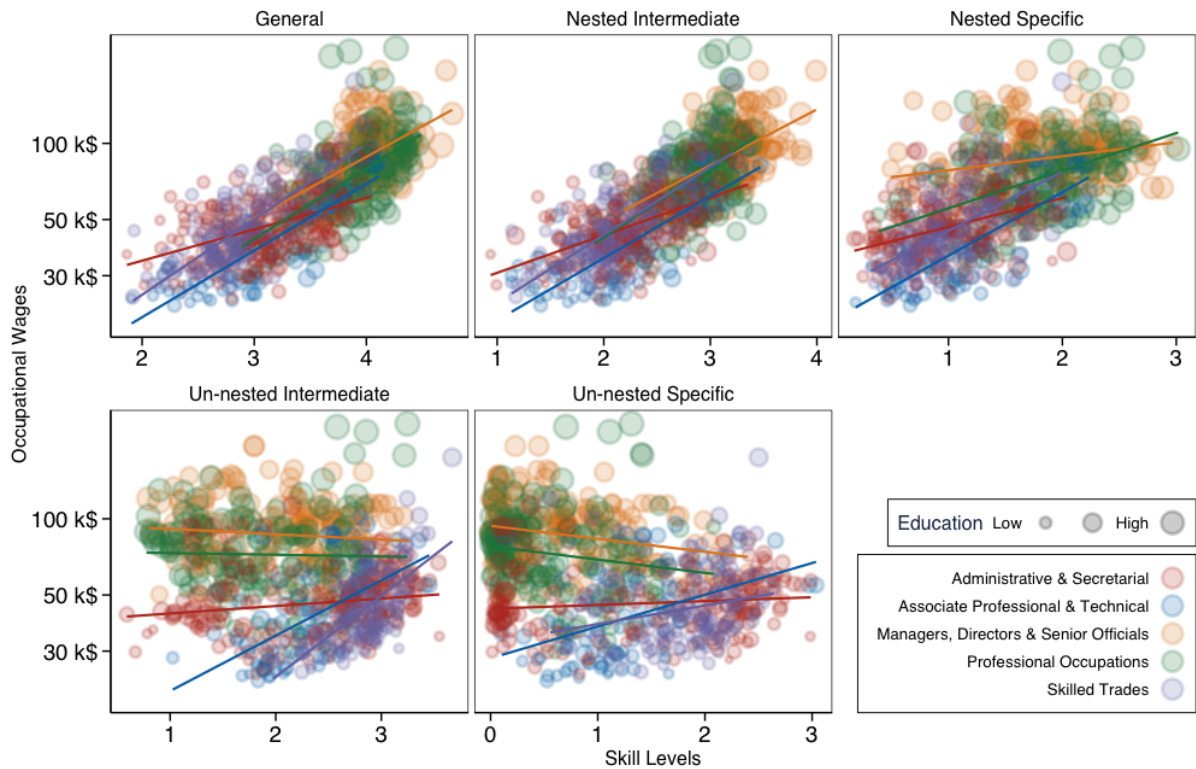 General
Nested Intermediate
Nested Specific
100 k$
50 k$
30 k$
2 3 4
1 2 3 4
1 2 3
Occupational Wages
Un-nested Intermediate
Un-nested Specific
100 k$
50 k$
30 k$
1 2 3
0 1 2 3
Skill Levels
Education Low High
Administrative & Secretarial
Associate Professional & Technical
Managers, Directors & Senior Officials
Professional Occupations
Skilled Trades